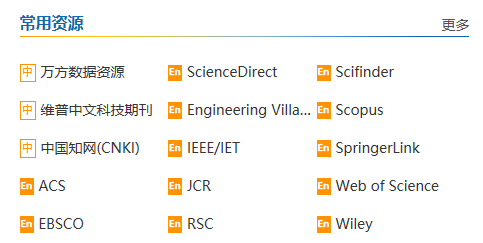 常用资源 更多
中 万方数据资源 En ScienceDirect En Scifinder
中 维普中文科技期刊 En Engineering Villa... En Scopus
中 中国知网(CNKI) En IEEE/IET En SpringerLink
En ACS En JCR En Web of Science
En EBSCO En RSC En Wiley